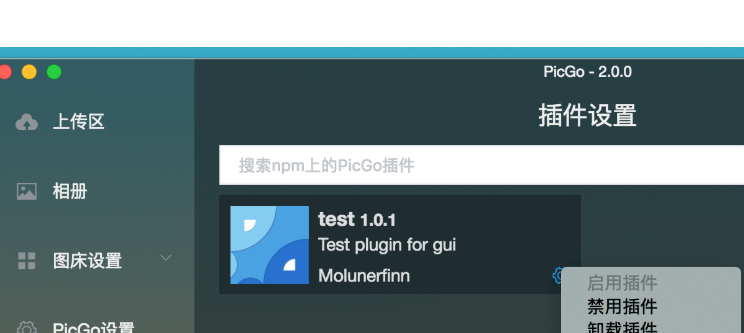 PicGo - 2.0.0
上传区
插件设置
搜索npm上的PicGo插件
相册
test 1.0.1
Test plugin for gui
图床设置
Molunerfinn
启用插件
禁用插件
卸载插件
PicGo设置